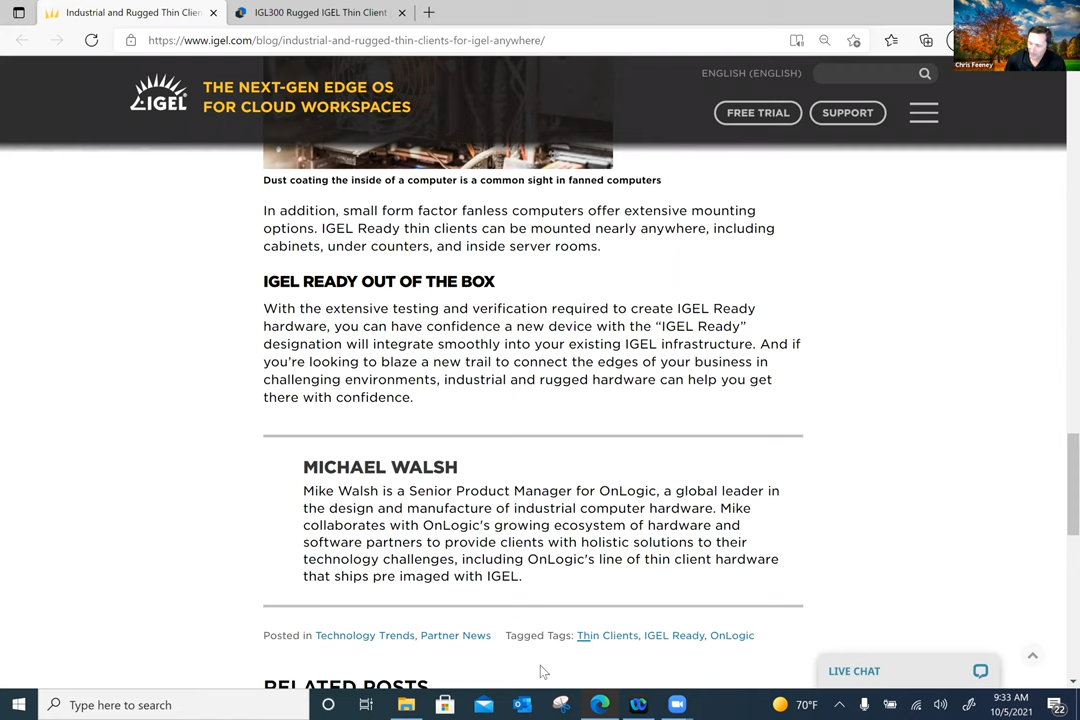 Industrial and Rugged Thin Clien
IGL300 Rugged IGEL Thin Client
https://www.igel.com/blog/industrial-and-rugged-thin-clients-for-igel-anywhere/
Chris Feeney
IGEL
THE NEXT-GEN EDGE OS
FOR CLOUD WORKSPACES
ENGLISH (ENGLISH)
FREE TRIAL
SUPPORT
Dust coating the inside of a computer is a common sight in fanned computers
In addition, small form factor fanless computers offer extensive mounting
options. IGEL Ready thin clients can be mounted nearly anywhere, including
cabinets, under counters, and inside server rooms.
IGEL READY OUT OF THE BOX
With the extensive testing and verification required to create IGEL Ready
hardware, you can have confidence a new device with the “IGEL Ready”
designation will integrate smoothly into your existing IGEL infrastructure. And if
you’re looking to blaze a new trail to connect the edges of your business in
challenging environments, industrial and rugged hardware can help you get
there with confidence.
MICHAEL WALSH
Mike Walsh is a Senior Product Manager for OnLogic, a global leader in
the design and manufacture of industrial computer hardware. Mike
collaborates with OnLogic's growing ecosystem of hardware and
software partners to provide clients with holistic solutions to their
technology challenges, including OnLogic's line of thin client hardware
that ships pre imaged with IGEL.
Posted in Technology Trends, Partner News Tagged Tags: Thin Clients, IGEL Ready, OnLogic
RELATED POSTS
LIVE CHAT
Type here to search
70°F
9:33 AM
10/5/2021
22